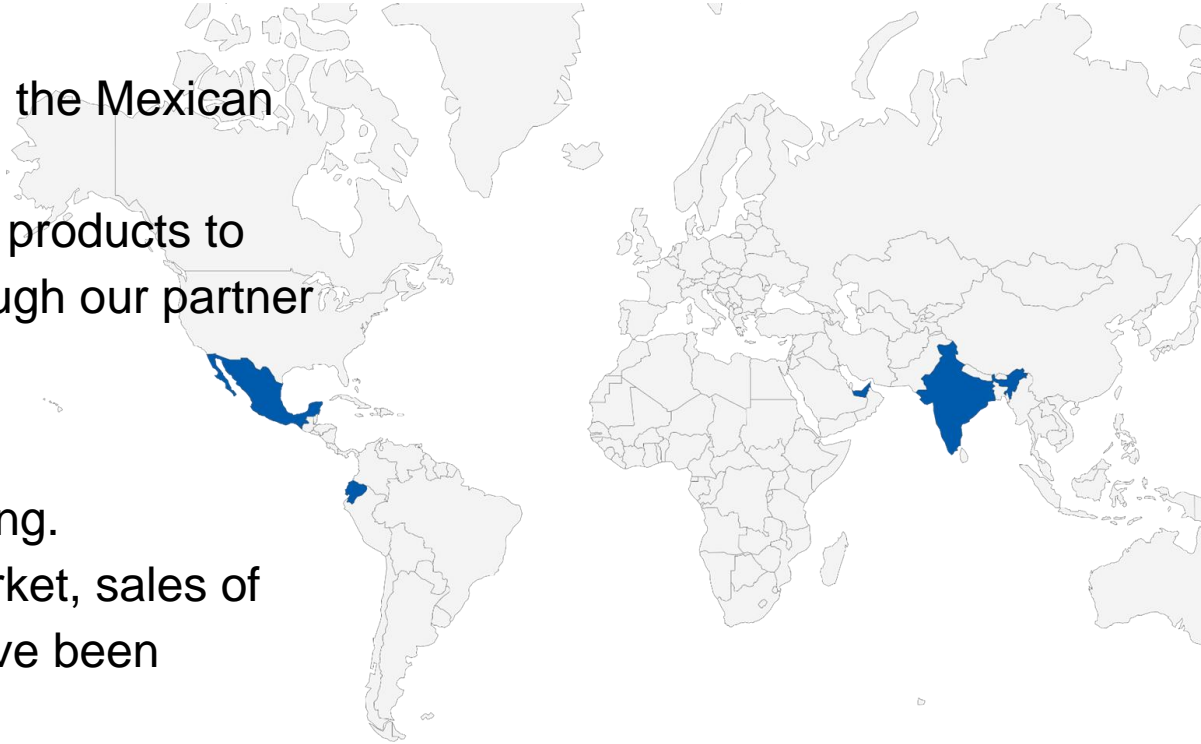 the Mexican
products to
ugh our partner
ng.
rket, sales of
ve been